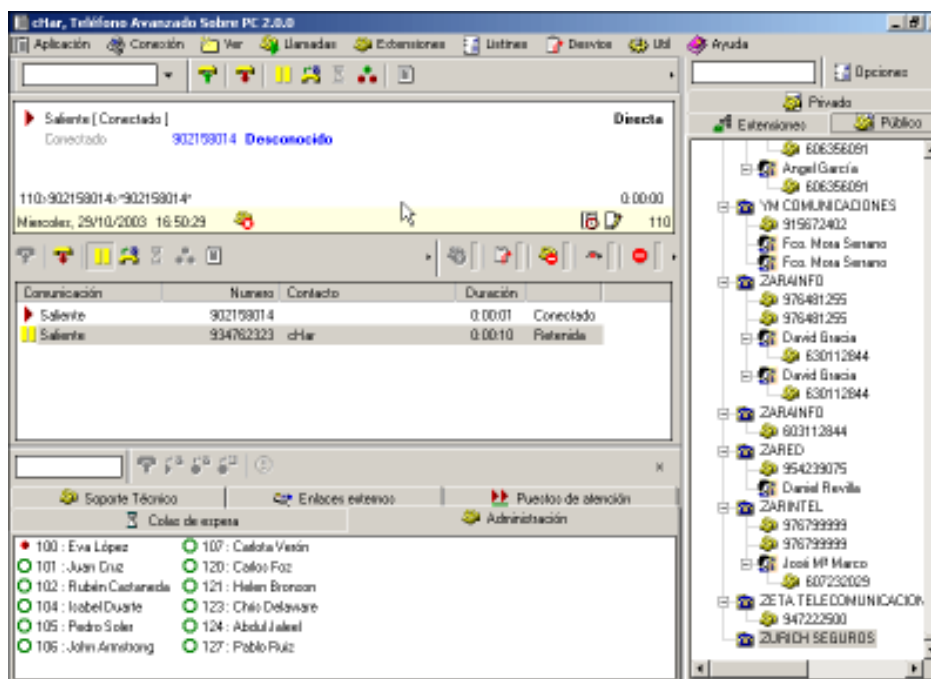 cHar, Teléfono Avanzado Sobre PC 2.0.0
Aplicación Conexión Ver Llamadas Extensiones Listines Desvíos Util Ayuda
Opciones
Privado
Extensiones Público
Saliente [ Conectado ] Directa
Conectado 902158014 Desconocido
110>902158014>"902158014" 0:00:00
Miercoles, 29/10/2003 16:50:29 110
Comunicación Numero Contacto Duración
Saliente 902158014 0:00:01 Conectado
Saliente 934762323 cHar 0:00:10 Retenida
Soporte Técnico Enlaces externos Puestos de atención
Colas de espera Administración
100 : Eva López 107 : Carlota Verón
101 : Juan Cruz 120 : Carlos Foz
102 : Rubén Castaneda 121 : Helen Bronson
104 : Isabel Duarte 123 : Chris Delaware
105 : Pedro Soler 124 : Abdul Jaleel
106 : John Armstrong 127 : Pablo Ruiz
606356091
Angel García
606356091
YM COMUNICACIONES
915672402
Fco. Mora Serrano
Fco. Mora Serrano
ZARAINFO
976481255
976481255
David Gracia
630112844
David Gracia
630112844
ZARAINFO
603112844
ZARED
954239075
Daniel Revilla
ZARINTEL
976799999
976799999
José Mª Marco
607232029
ZETA TELECOMUNICACION
947222500
ZURICH SEGUROS